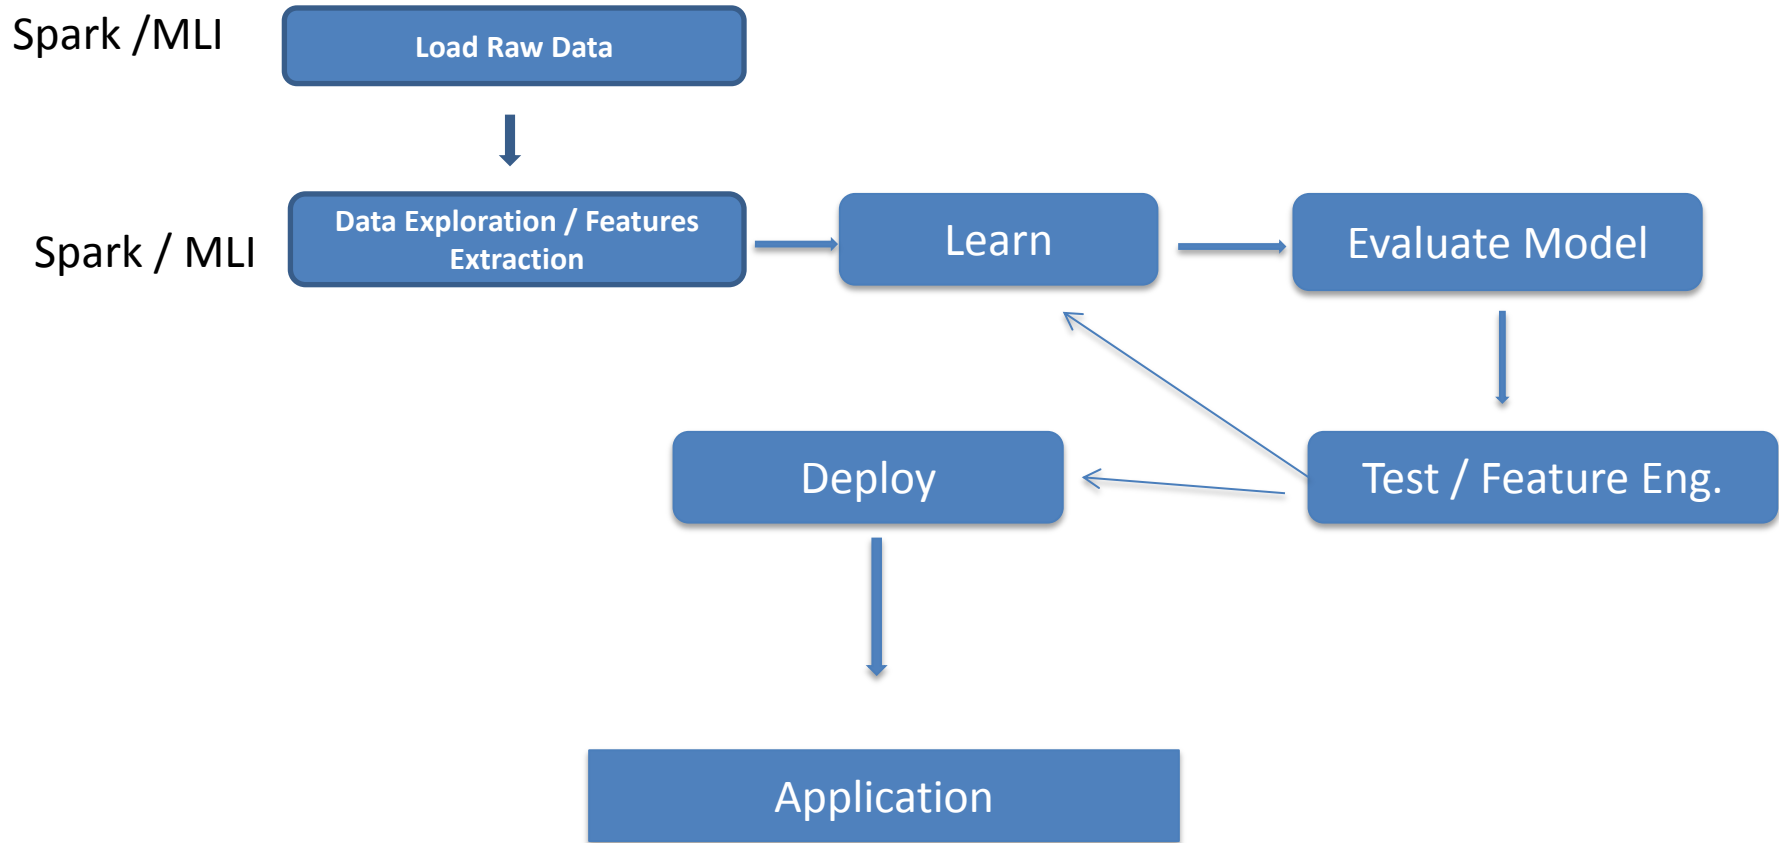 Spark /MLI
Load Raw Data
Spark / MLI
Data Exploration / Features
Extraction
Learn
Evaluate Model
Deploy
Test / Feature Eng.
Application